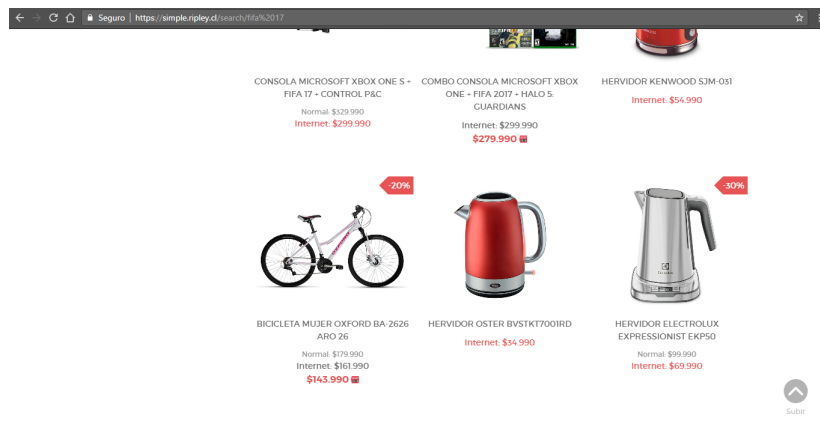 Seguro | https://simple.ripley.cl/search/fifa%2017
CONSOLA MICROSOFT XBOX ONE S +
FIFA 17 + CONTROL P&C
Normal: $329.990
Internet: $299.990
COMBO CONSOLA MICROSOFT XBOX
ONE + FIFA 2017 + HALO 5:
GUARDIANS
Internet: $299.990
$279.990
HERVIDOR KENWOOD SJM-031
Internet: $54.990
-20%
BICICLETA MUJER OXFORD BA-2626
ARO 26
Normal: $179.990
Internet: $161.990
$143.990
HERVIDOR OSTER BVSTKT7001RD
Internet: $34.990
-30%
HERVIDOR ELECTROLUX
EXPRESSIONIST EKP50
Normal: $99.990
Internet: $69.990
Subir